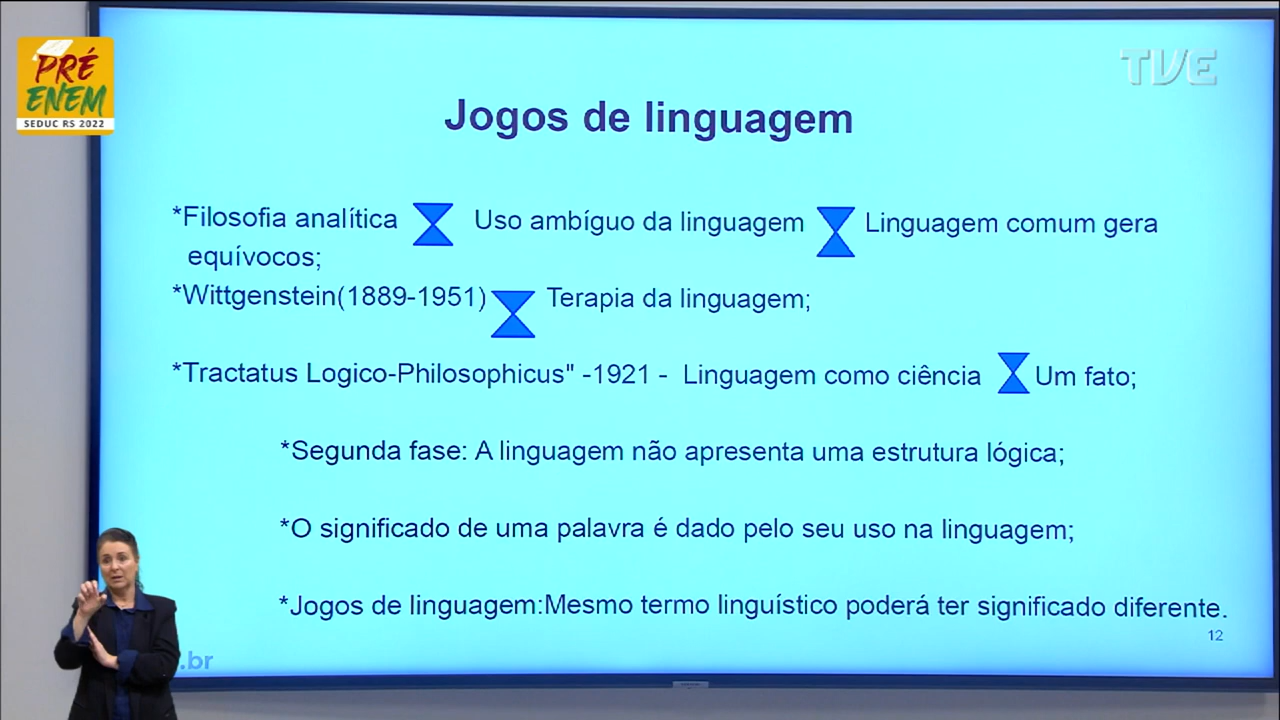 PRÉ
ENEM
SEDUC RS 2022
TVE
Jogos de linguagem
*Filosofia analítica Uso ambíguo da linguagem Linguagem comum gera
equívocos;
*Wittgenstein(1889-1951) Terapia da linguagem;
*Tractatus Logico-Philosophicus" -1921 - Linguagem como ciência Um fato;
*Segunda fase: A linguagem não apresenta uma estrutura lógica;
*O significado de uma palavra é dado pelo seu uso na linguagem;
*Jogos de linguagem:Mesmo termo linguístico poderá ter significado diferente.
12
.br